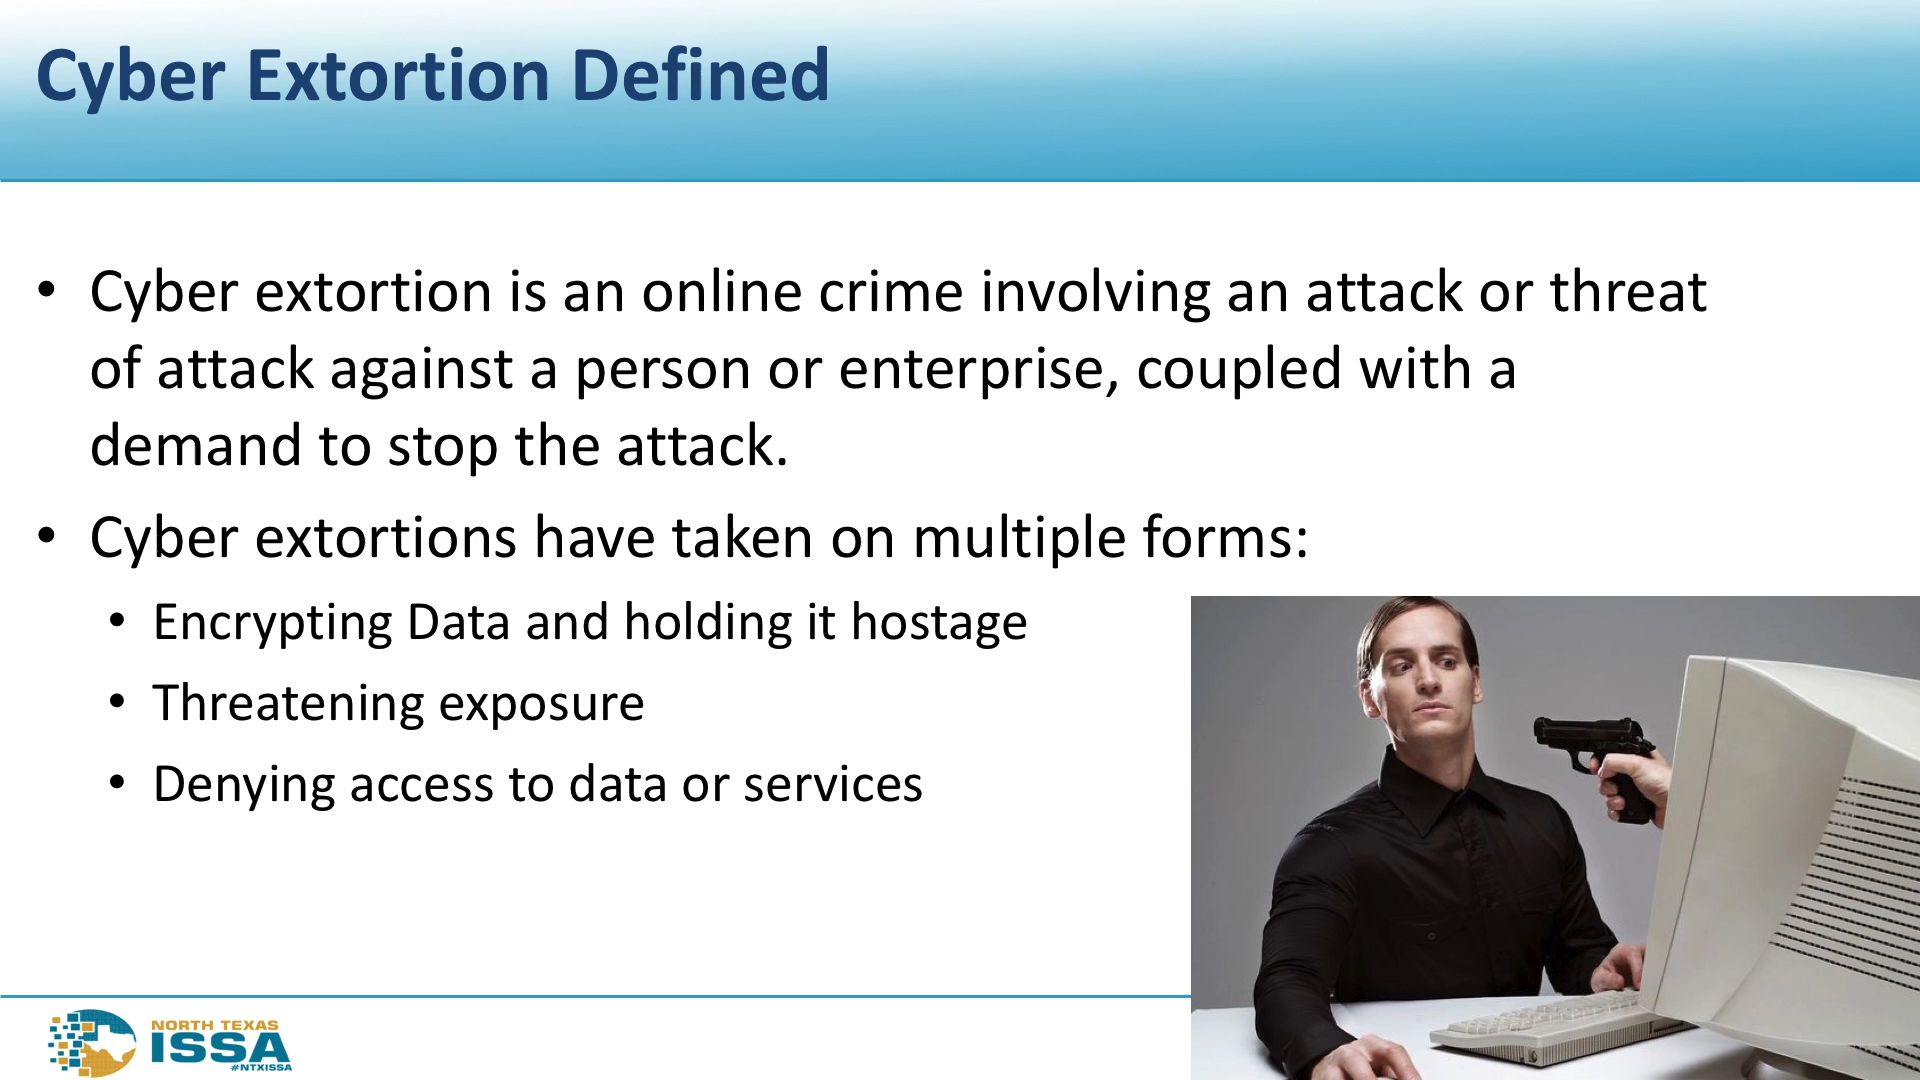 Cyber Extortion Defined
• Cyber extortion is an online crime involving an attack or threat
of attack against a person or enterprise, coupled with a
demand to stop the attack.
• Cyber extortions have taken on multiple forms:
• Encrypting Data and holding it hostage
• Threatening exposure
• Denying access to data or services
NORTH TEXAS
ISSA
#NTXISSA